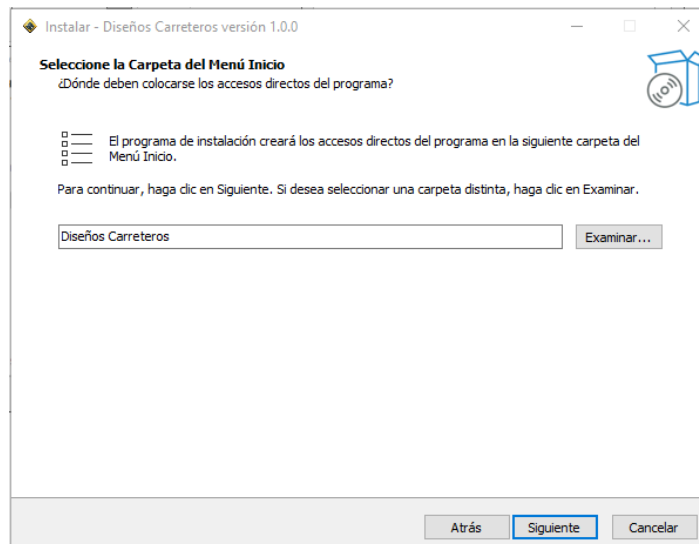 Instalar - Diseños Carreteros versión 1.0.0
Seleccione la Carpeta del Menú Inicio
¿Dónde deben colocarse los accesos directos del programa?
El programa de instalación creará los accesos directos del programa en la siguiente carpeta del
Menú Inicio.
Para continuar, haga clic en Siguiente. Si desea seleccionar una carpeta distinta, haga clic en Examinar.
Diseños Carreteros
Examinar...
Atrás
Siguiente
Cancelar